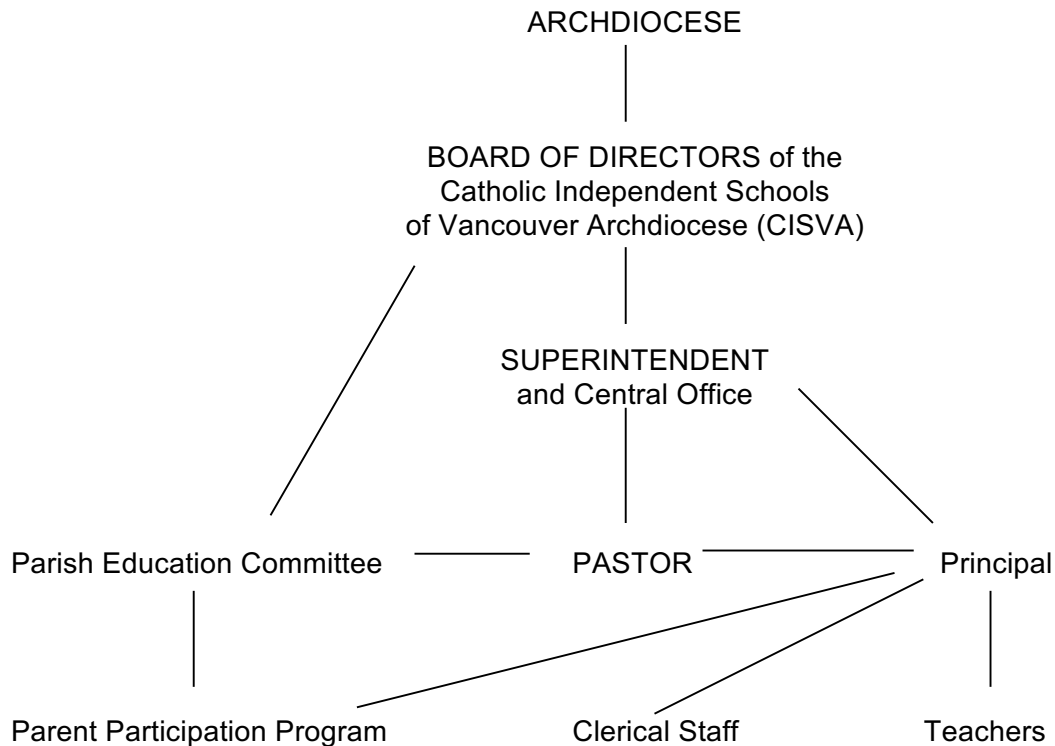 ARCHDIOCESE
BOARD OF DIRECTORS of the
Catholic Independent Schools
of Vancouver Archdiocese (CISVA)
SUPERINTENDENT
and Central Office
Parish Education Committee
PASTOR
Principal
Parent Participation Program
Clerical Staff
Teachers